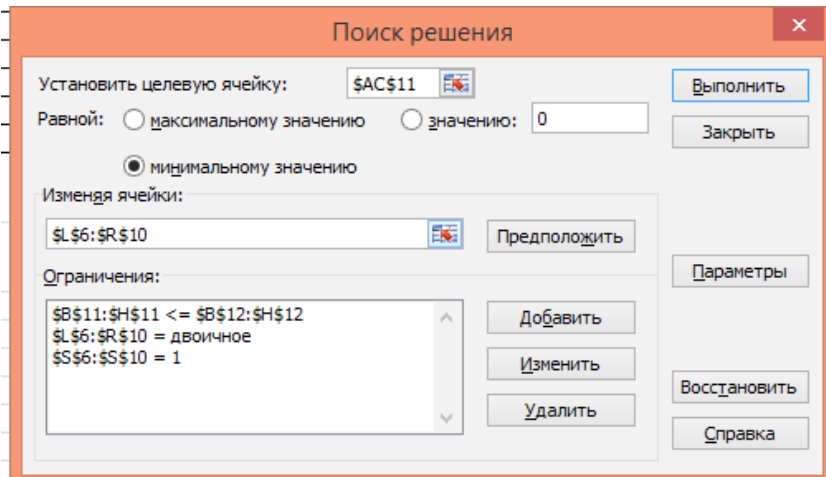 Поиск решения
Установить целевую ячейку: $AC$11
Выполнить
Равной: максимальному значению значению: 0
Закрыть
минимальному значению
Изменяя ячейки:
$L$6:$R$10 Предположить
Параметры
Ограничения:
$B$11:$H$11 <= $B$12:$H$12
$L$6:$R$10 = двоичное
$S$6:$S$10 = 1
Добавить
Изменить
Восстановить
Удалить
Справка